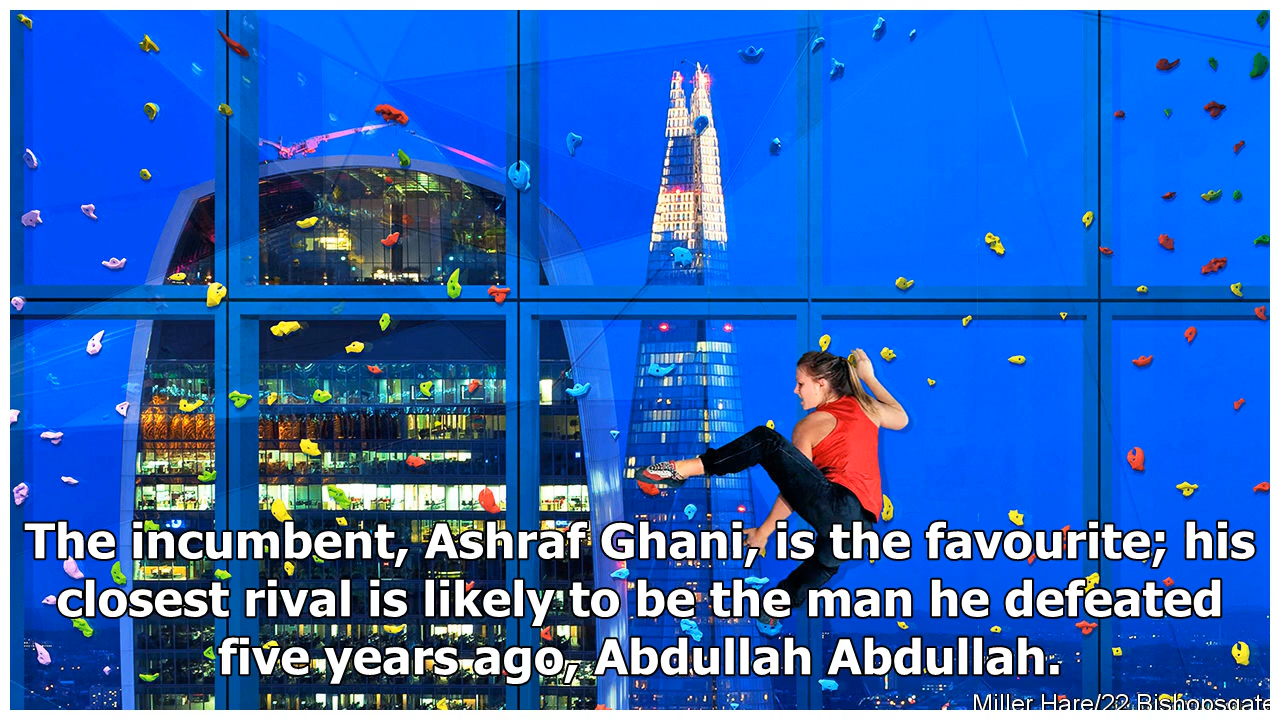 The incumbent, Ashraf Ghani, is the favourite; his
closest rival is likely to be the man he defeated
five years ago, Abdullah Abdullah.
Miller Hare/22 Bishopsgate